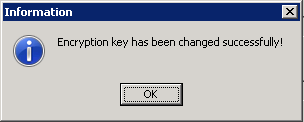 Information
Encryption key has been changed successfully!
OK